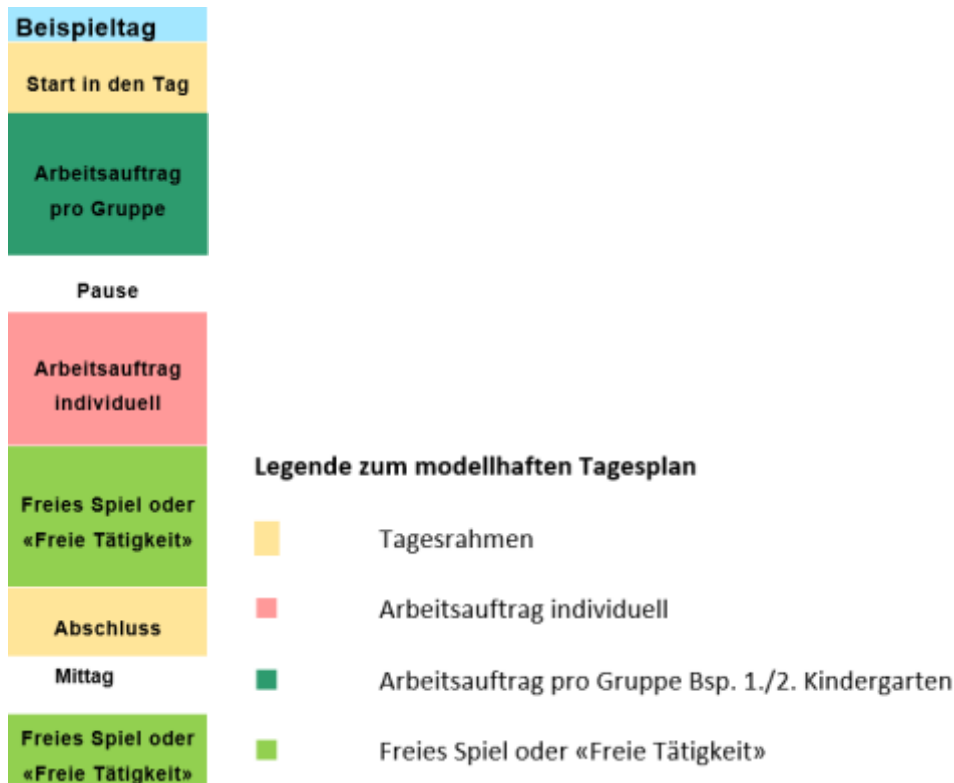 Beispieltag
Start in den Tag
Arbeitsauftrag
pro Gruppe
Pause
Arbeitsauftrag
individuell
Freies Spiel oder
«Freie Tätigkeit»
Abschluss
Mittag
Freies Spiel oder
«Freie Tätigkeit»
Legende zum modellhaften Tagesplan
Tagesrahmen
Arbeitsauftrag individuell
Arbeitsauftrag pro Gruppe Bsp. 1./2. Kindergarten
Freies Spiel oder «Freie Tätigkeit»